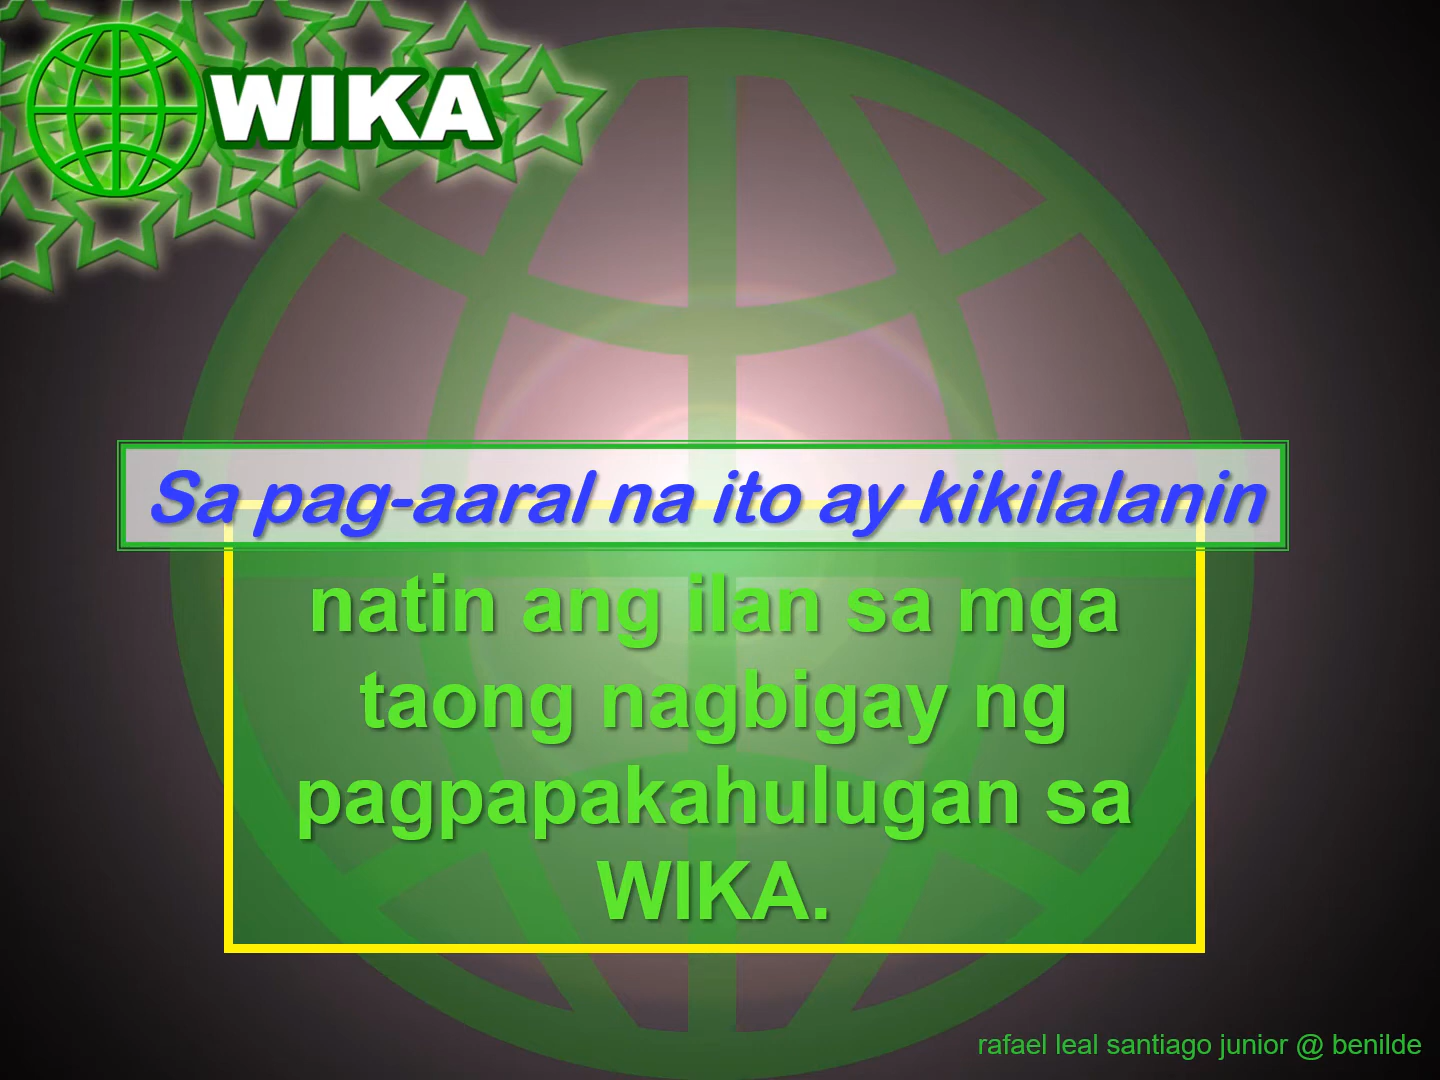 WIKA
Sa pag-aaral na ito ay kikilalanin
natin ang ilan sa mga
taong nagbigay ng
pagpapakahulugan sa
WIKA.
rafael leal santiago junior @ benilde